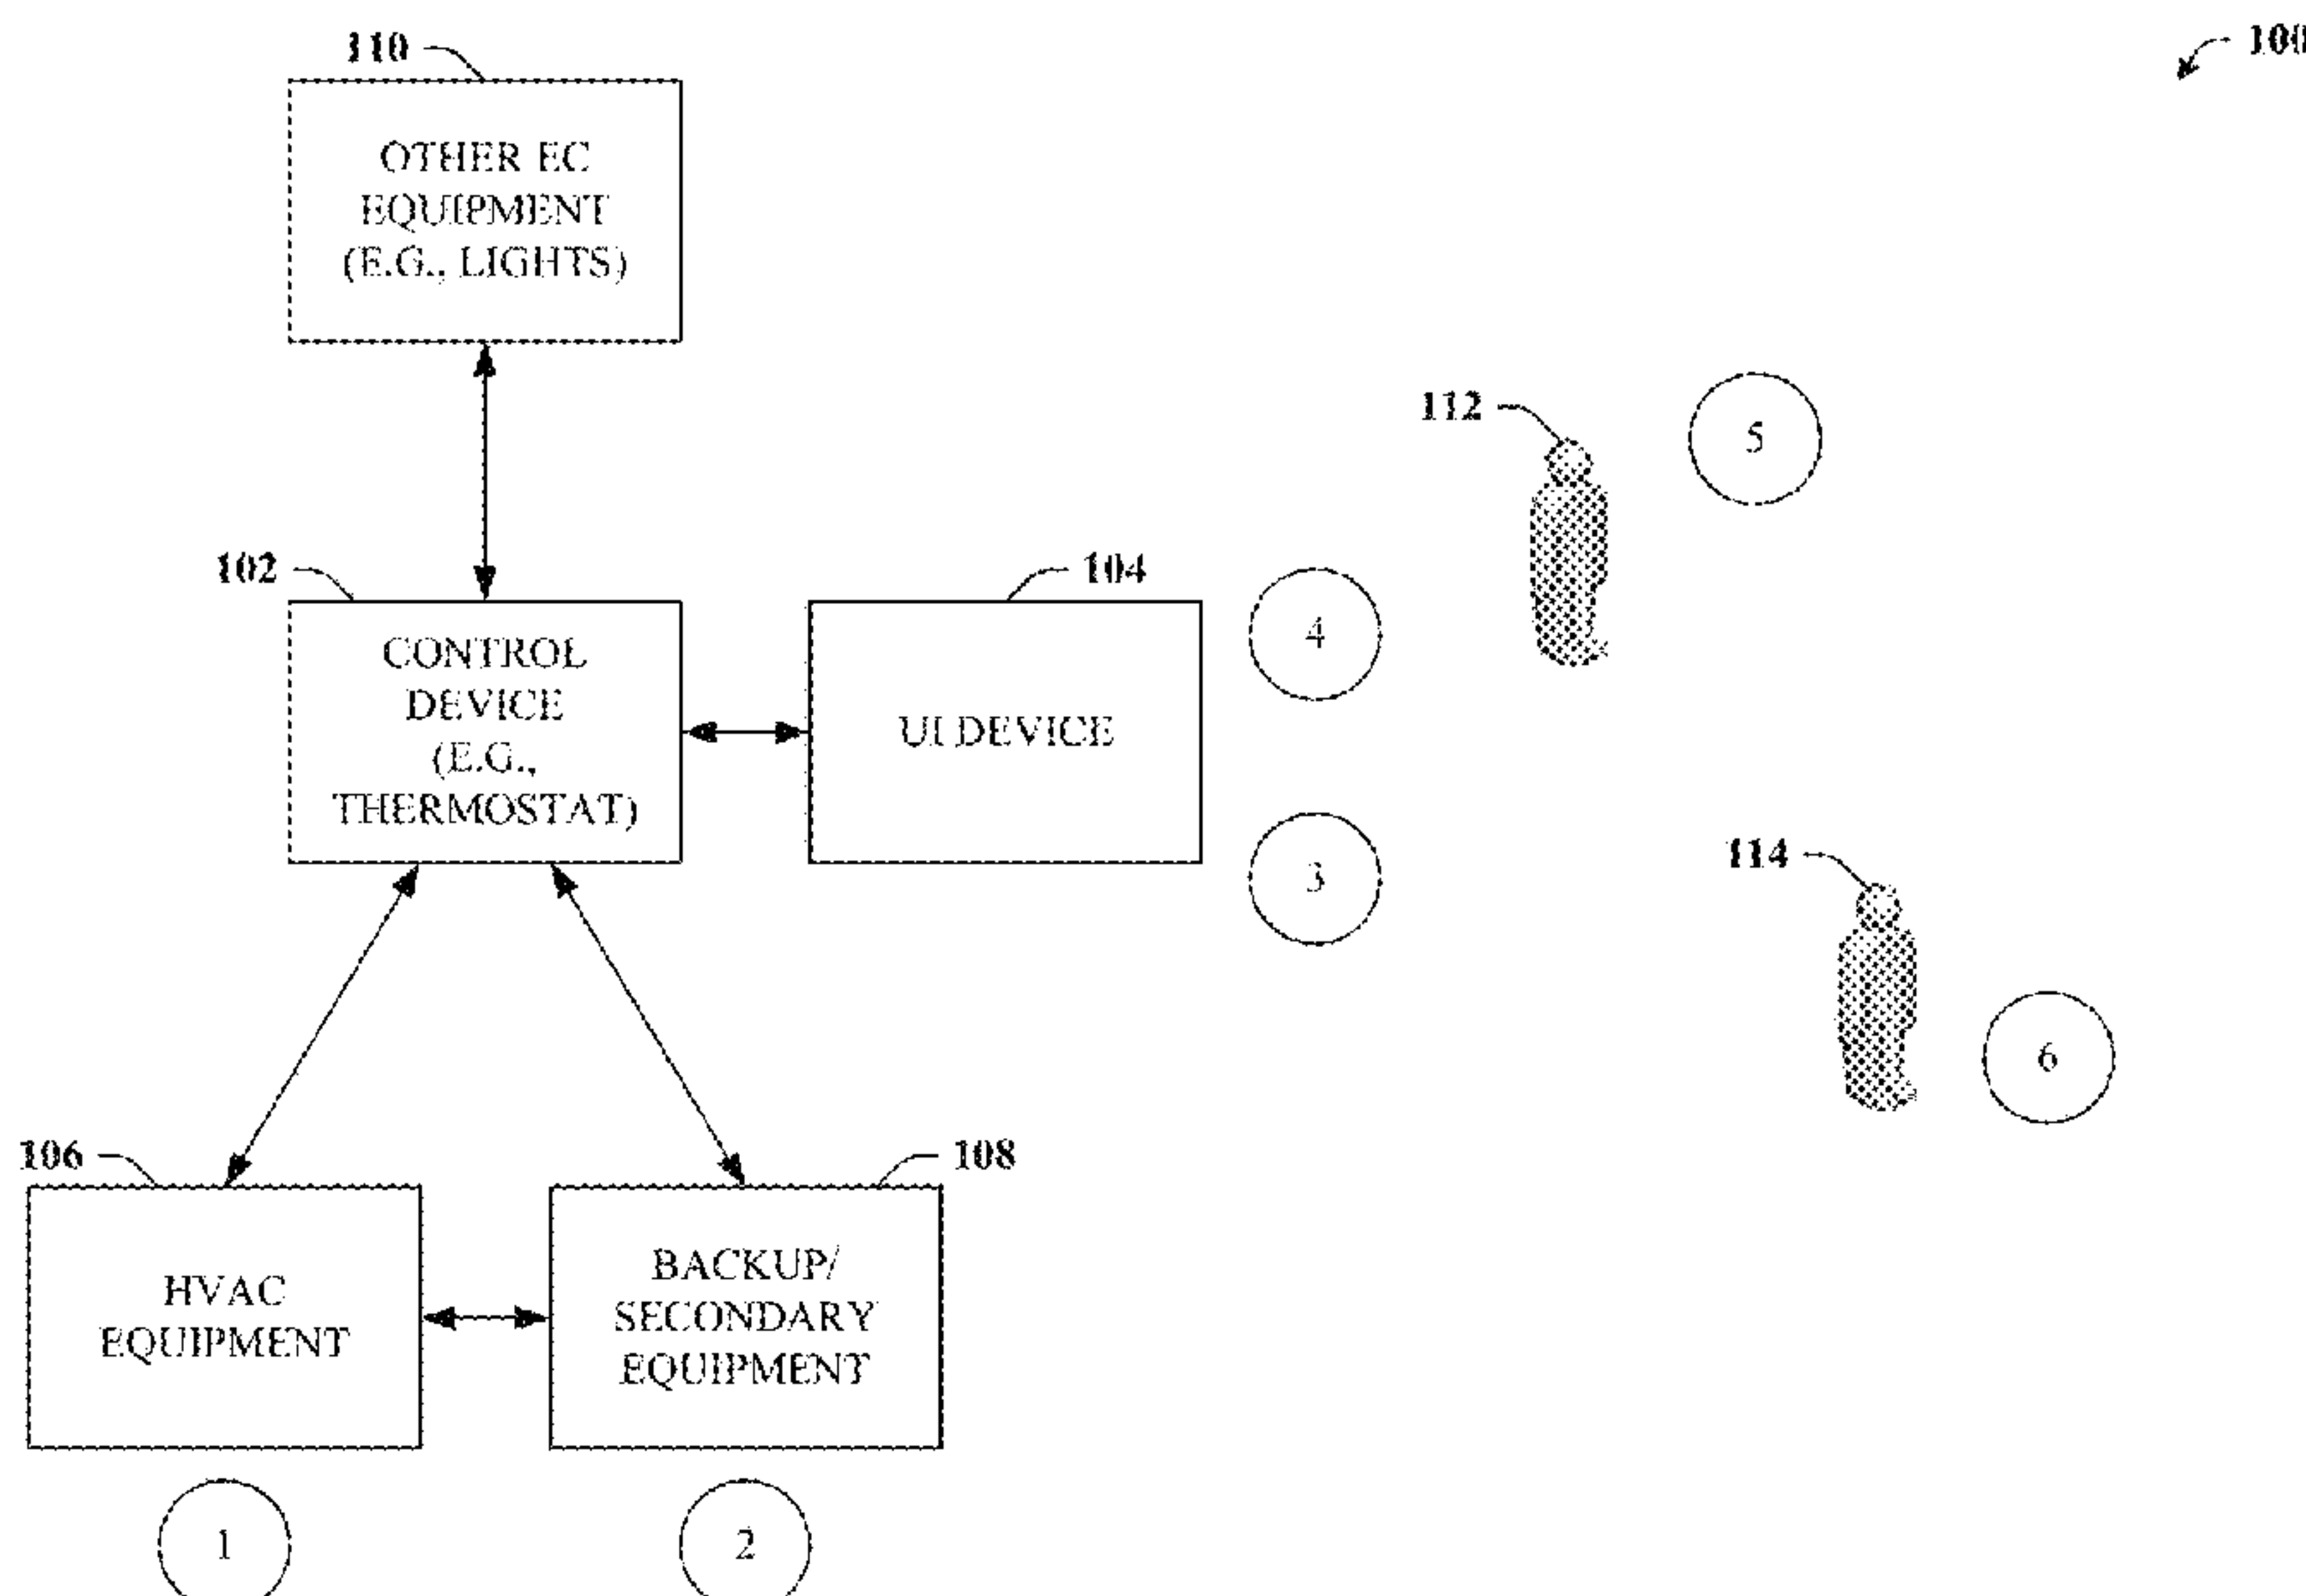 110
100
OTHER EC
EQUIPMENT
(E.G., LIGHTS)
112
5
102
104
CONTROL
DEVICE
(E.G.,
THERMOSTAT)
UI DEVICE
4
3
114
6
106
108
HVAC
EQUIPMENT
BACKUP/
SECONDARY
EQUIPMENT
1
2